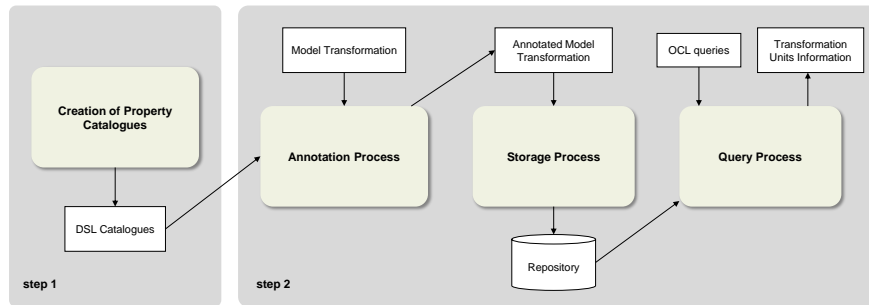 Creation of Property
Catalogues
DSL Catalogues
step 1
Model Transformation
Annotated Model
Transformation
OCL queries
Transformation
Units Information
Annotation Process
Storage Process
Query Process
Repository
step 2